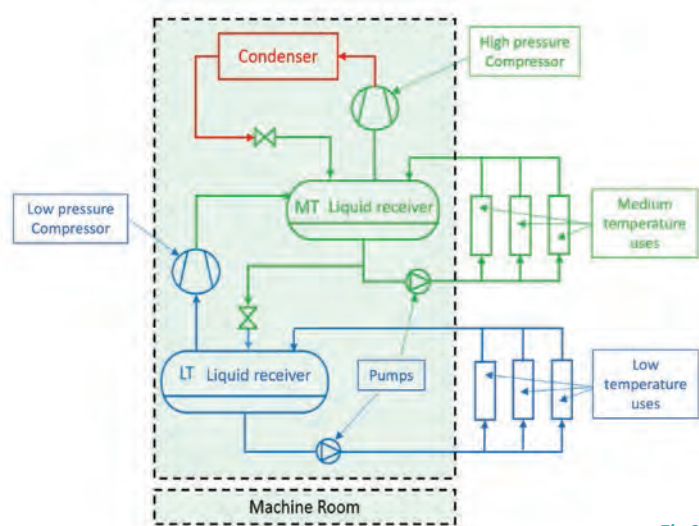 Condenser
High pressure
Compressor
Low pressure
Compressor
MT Liquid receiver
Medium
temperature
uses
LT Liquid receiver
Pumps
Low
temperature
uses
Machine Room